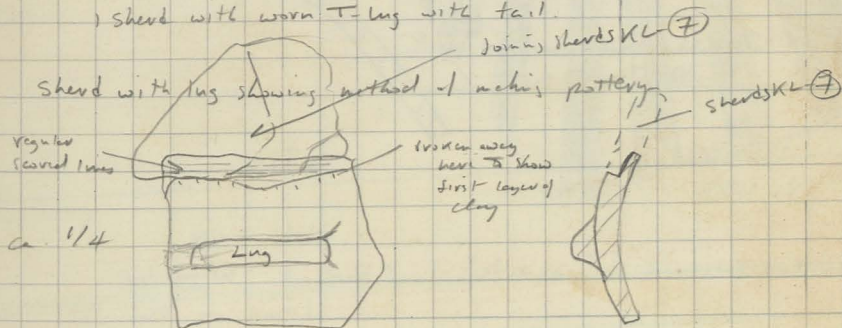 1 Sherd with worn T-Lug with tail.
Joining sherds KL 7
Sherd with lug showing method of making pottery
Sherds KL 7
regular
scored lines
broken away
here to show
first layer of
clay
ca. 1/4
Lug